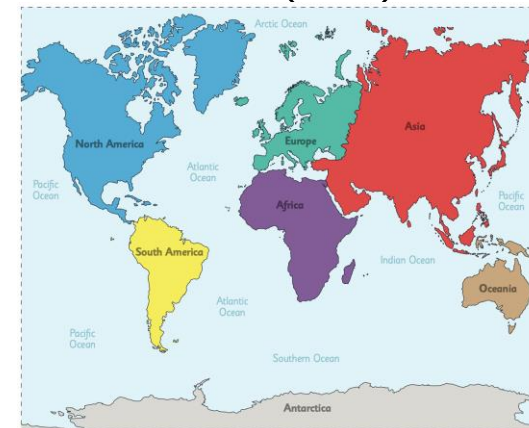 Arctic Ocean
North America
Europe
Asia
Atlantic
Ocean
Pacific
Ocean
Africa
Pacific
Ocean
South America
Indian Ocean
Oceania
Atlantic
Ocean
Pacific
Ocean
Southern Ocean
Antarctica